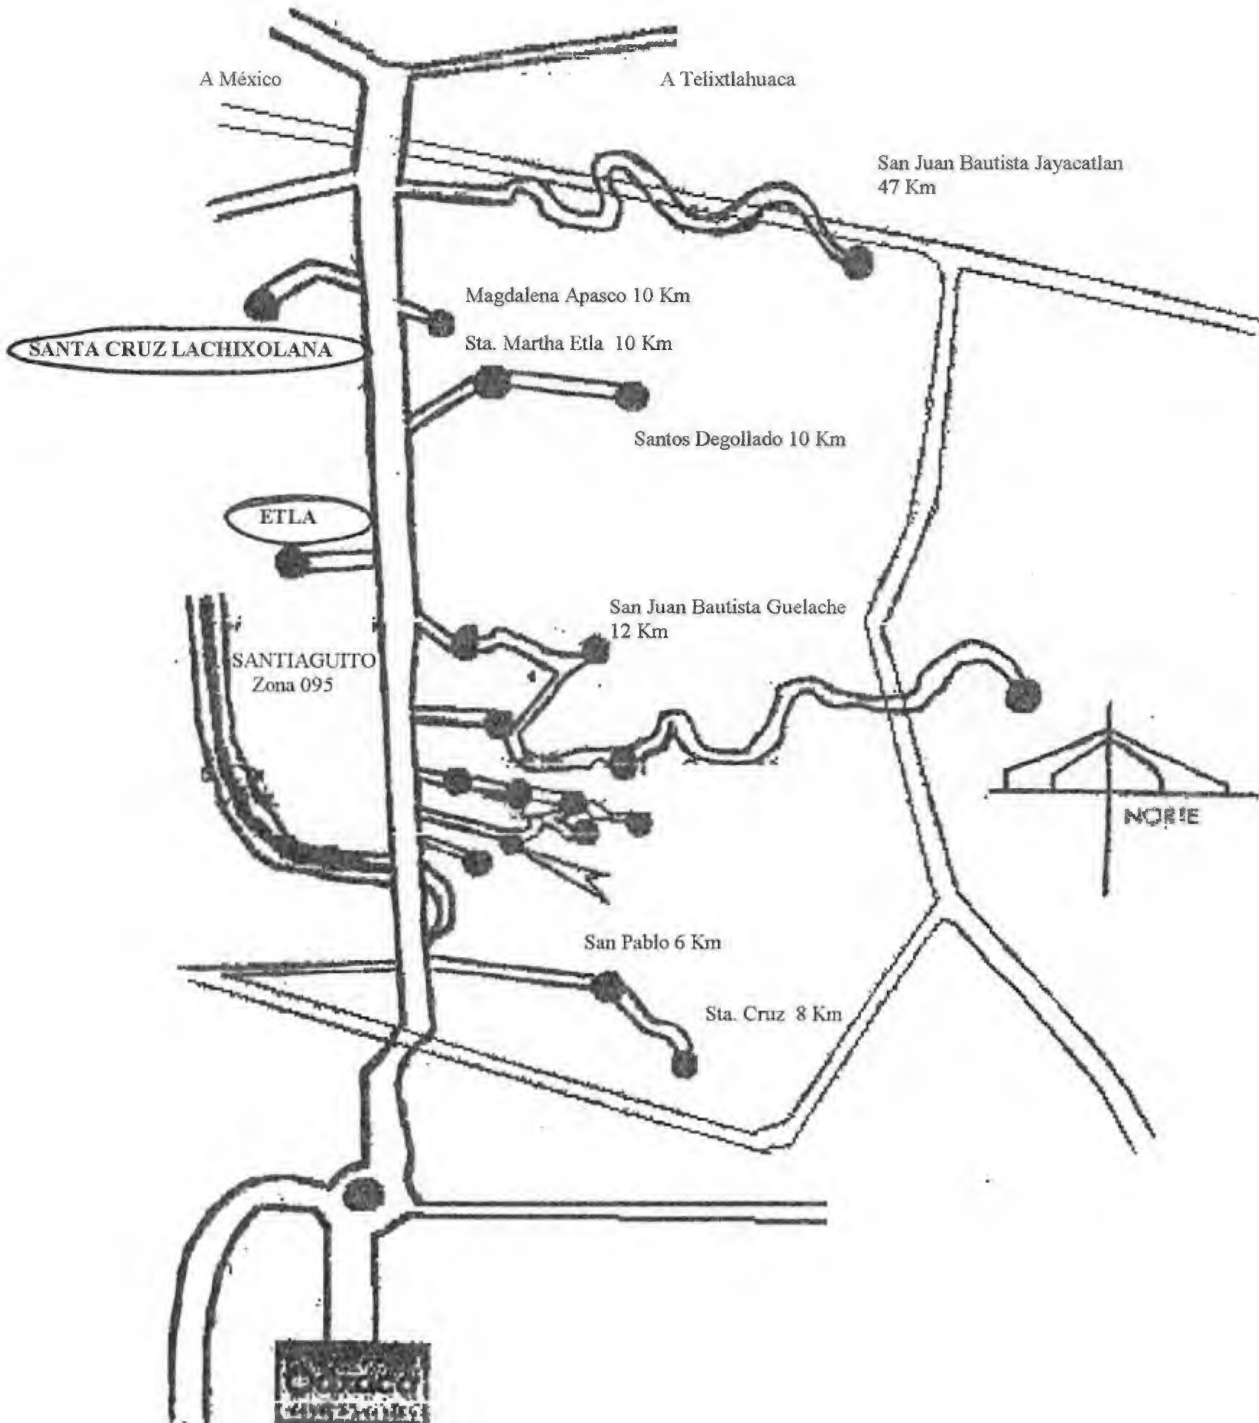 A México
A Telixtlahuaca
San Juan Bautista Jayacatlan
47 Km
Magdalena Apasco 10 Km
SANTA CRUZ LACHIXOLANA
Sta. Martha Etla 10 Km
Santos Degollado 10 Km
ETLA
San Juan Bautista Guelache
12 Km
SANTIAGUITO
Zona 095
NORTE
San Pablo 6 Km
Sta. Cruz 8 Km
Oaxaca